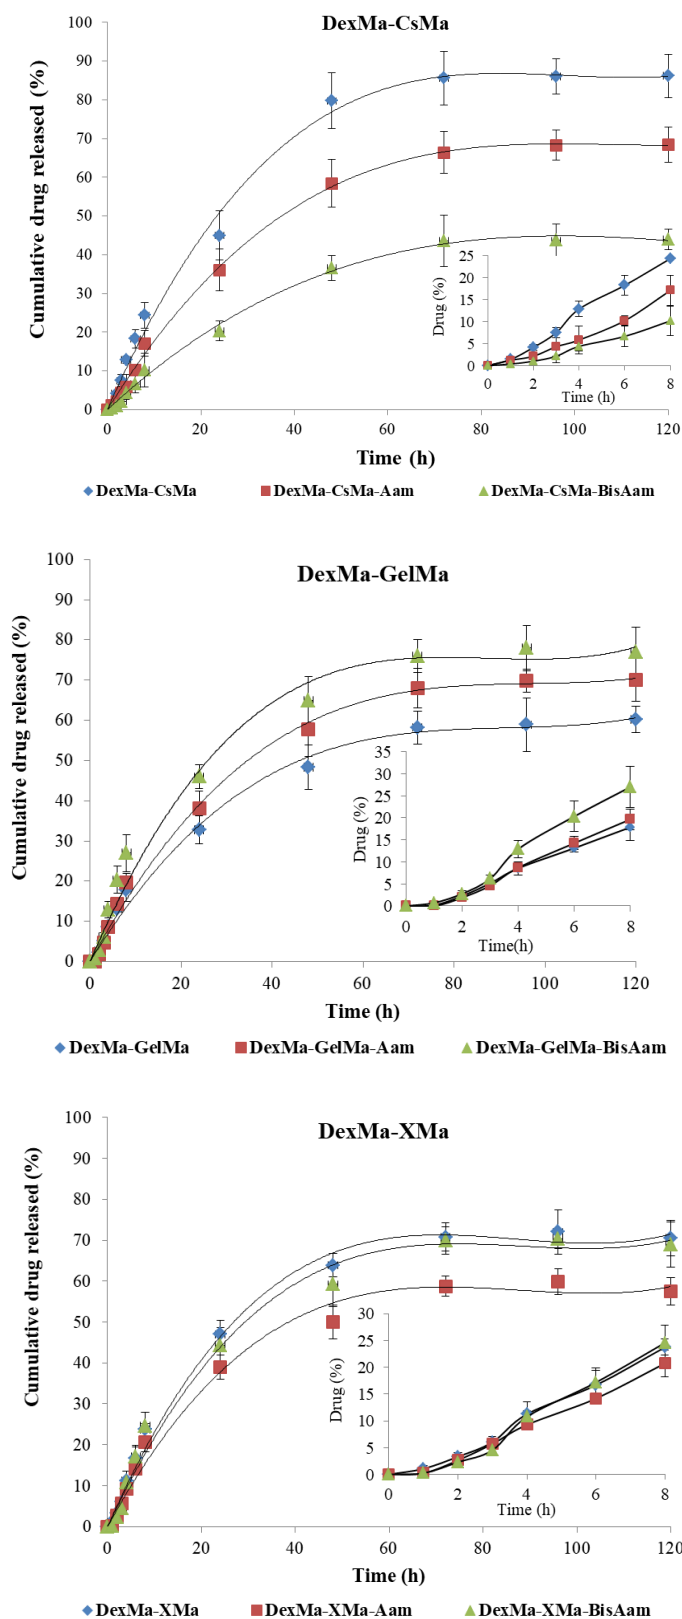 DexMa-CsMa
Cumulative drug released (%)
100
90
80
70
60
50
40
30
20
10
0
Drug (%)
25
20
15
10
5
0
0 2 4 6 8
Time (h)
0 20 40 60 80 100 120
Time (h)
DexMa-CsMa DexMa-CsMa-Aam DexMa-CsMa-BisAam
DexMa-GelMa
Cumulative drug released (%)
100
90
80
70
60
50
40
30
20
10
0
Drug (%)
35
30
25
20
15
10
5
0
0 2 4 6 8
Time(h)
0 20 40 60 80 100 120
Time (h)
DexMa-GelMa DexMa-GelMa-Aam DexMa-GelMa-BisAam
DexMa-XMa
Cumulative drug released (%)
100
90
80
70
60
50
40
30
20
10
0
Drug (%)
30
25
20
15
10
5
0
0 2 4 6 8
Time (h)
0 20 40 60 80 100 120
Time (h)
DexMa-XMa DexMa-XMa-Aam DexMa-XMa-BisAam